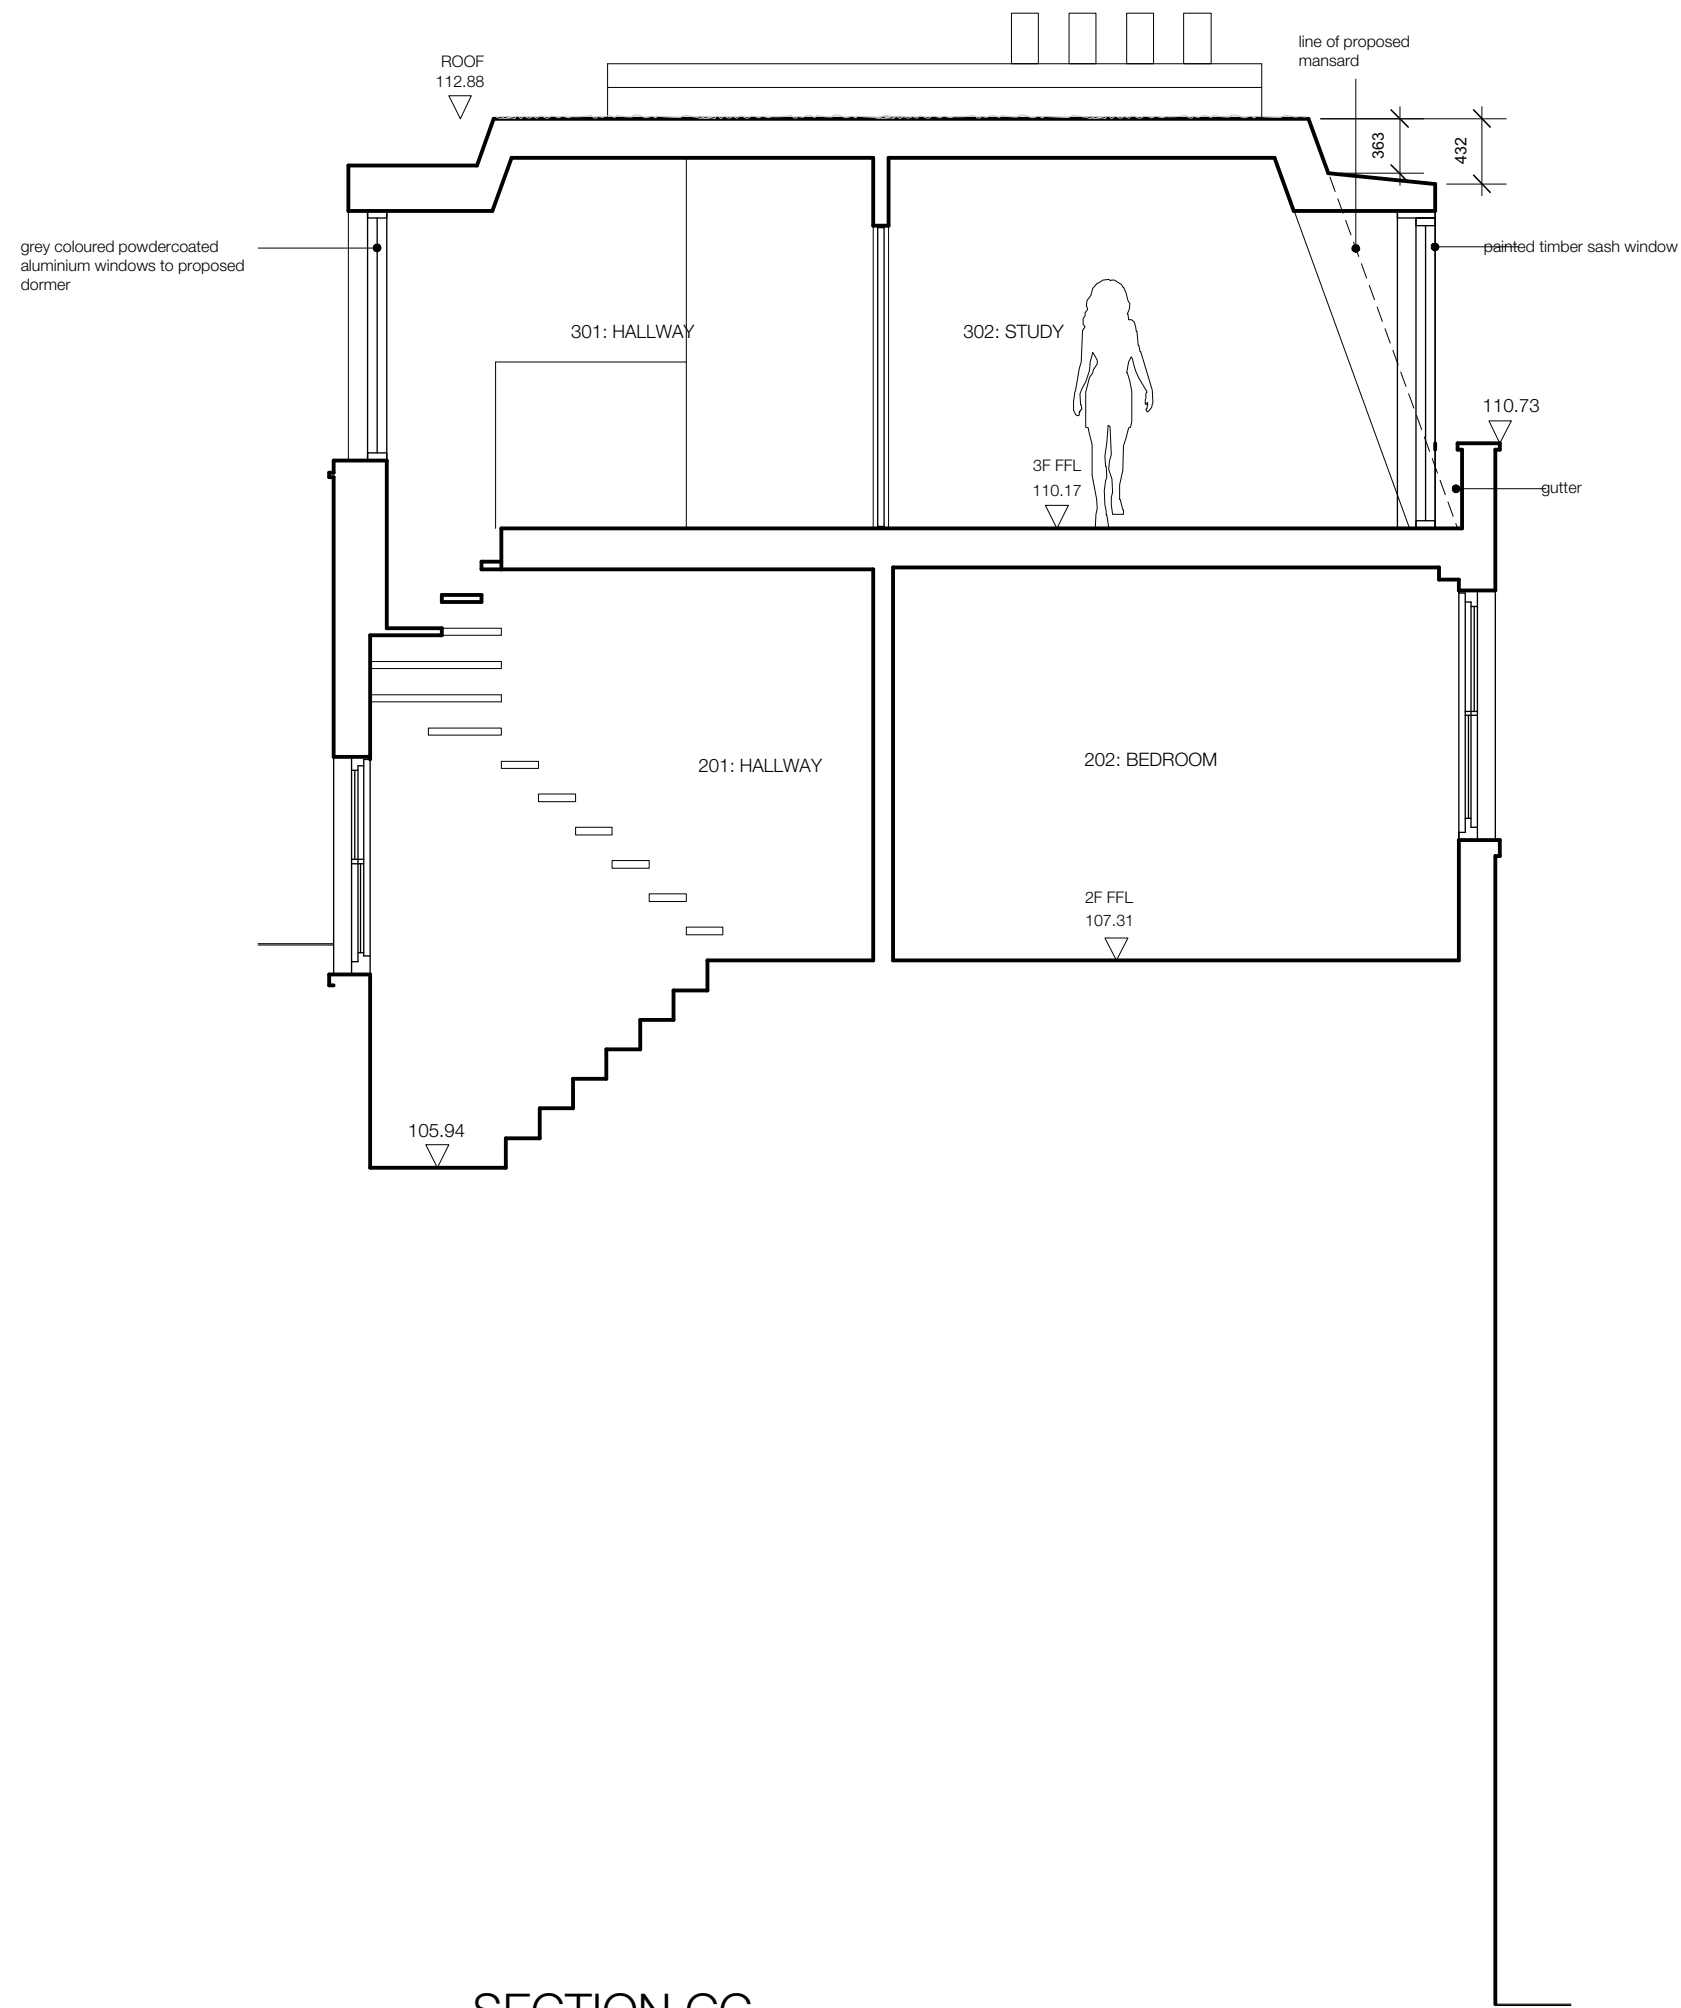 line of proposed
mansard
ROOF
112.88
363
432
grey coloured powdercoated
aluminium windows to proposed
dormer
painted timber sash window
301: HALLWAY
302: STUDY
110.73
3F FFL
110.17
gutter
201: HALLWAY
202: BEDROOM
2F FFL
107.31
105.94